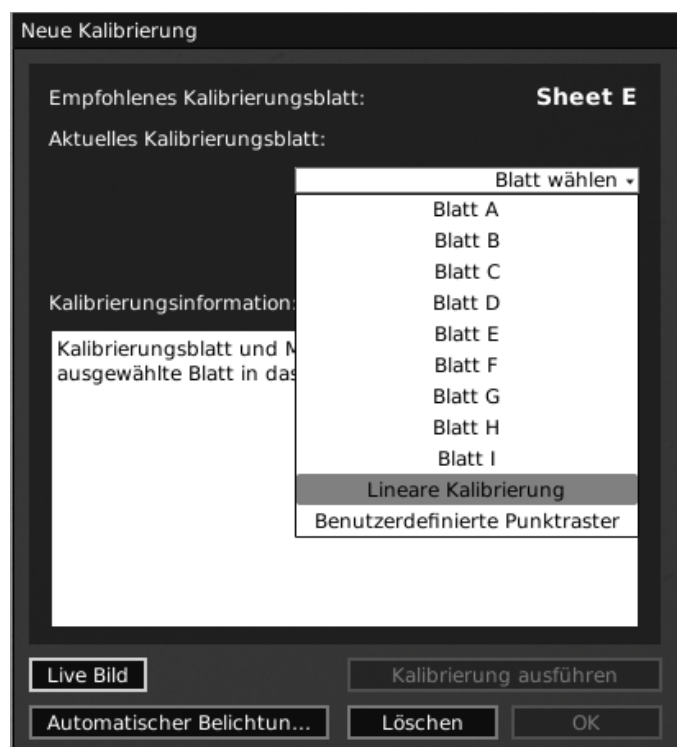 Neue Kalibrierung
Empfohlenes Kalibrierungsblatt: Sheet E
Aktuelles Kalibrierungsblatt:
Blatt wählen
Blatt A
Blatt B
Blatt C
Blatt D
Blatt E
Blatt F
Blatt G
Blatt H
Blatt I
Lineare Kalibrierung
Benutzerdefinierte Punktraster
Kalibrierungsinformation:
Kalibrierungsblatt und
ausgewählte Blatt in das
Live Bild Kalibrierung ausführen
Automatischer Belichtun... Löschen OK